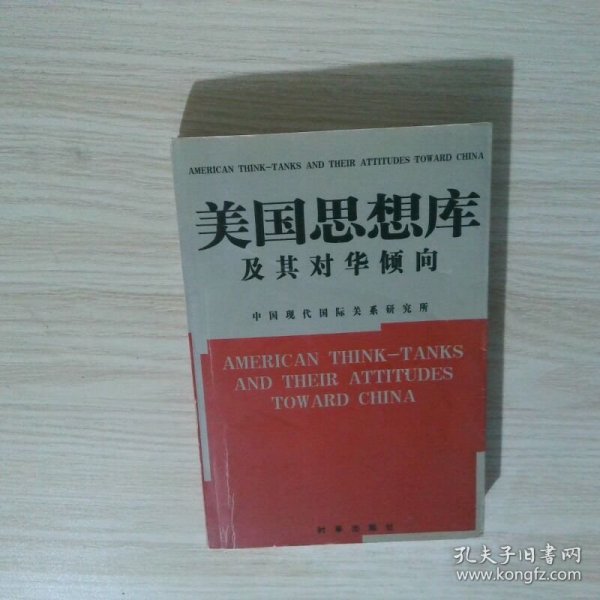 AMERICAN THINK-TANKS AND THEIR ATTITUDES TOWARD CHINA
美国思想库
及其对华倾向
中国现代国际关系研究所
AMERICAN THINK-TANKS
AND THEIR ATTITUDES
TOWARD CHINA
时事出版社
孔夫子旧书网
www.kongfz.com